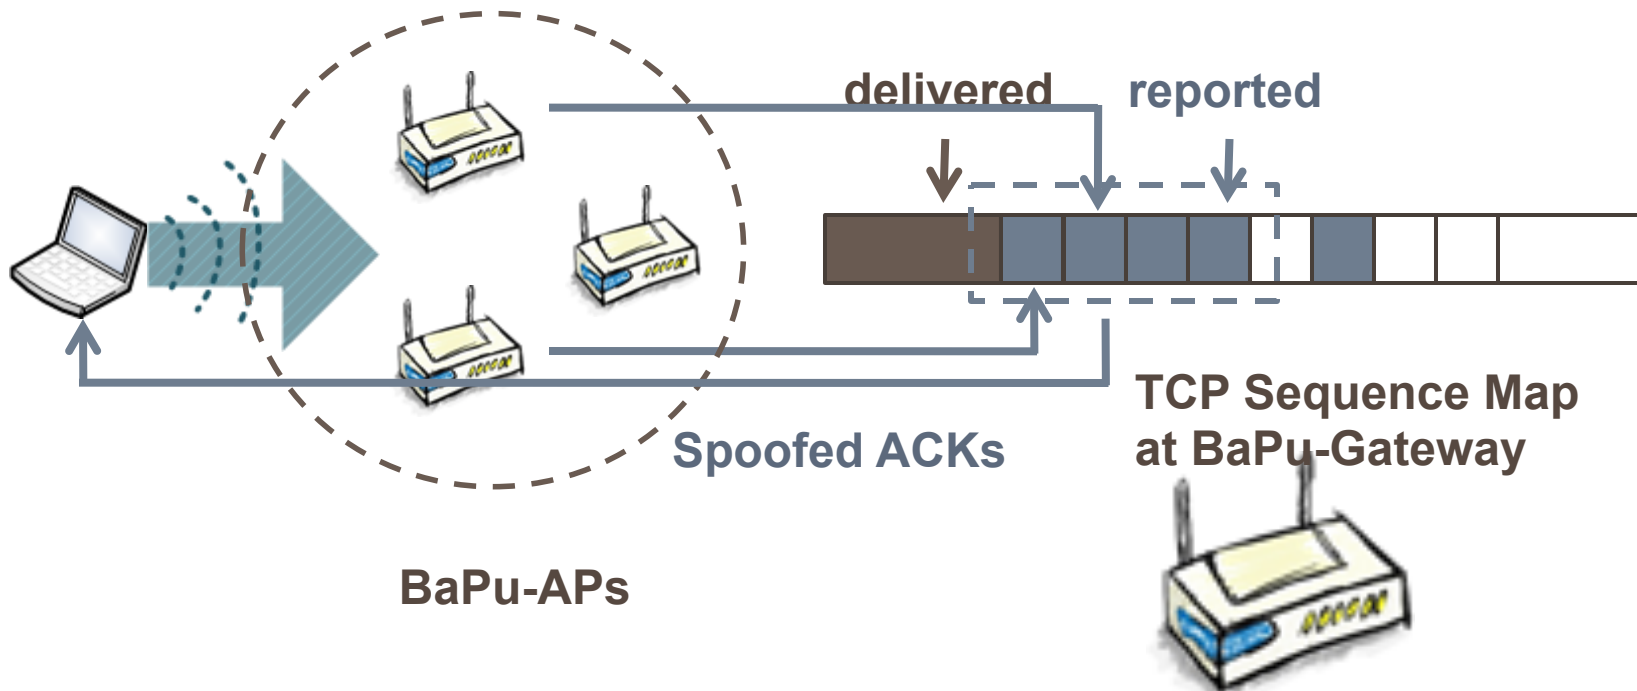 delivered
reported
Spoofed ACKs
TCP Sequence Map
at BaPu-Gateway
BaPu-APs